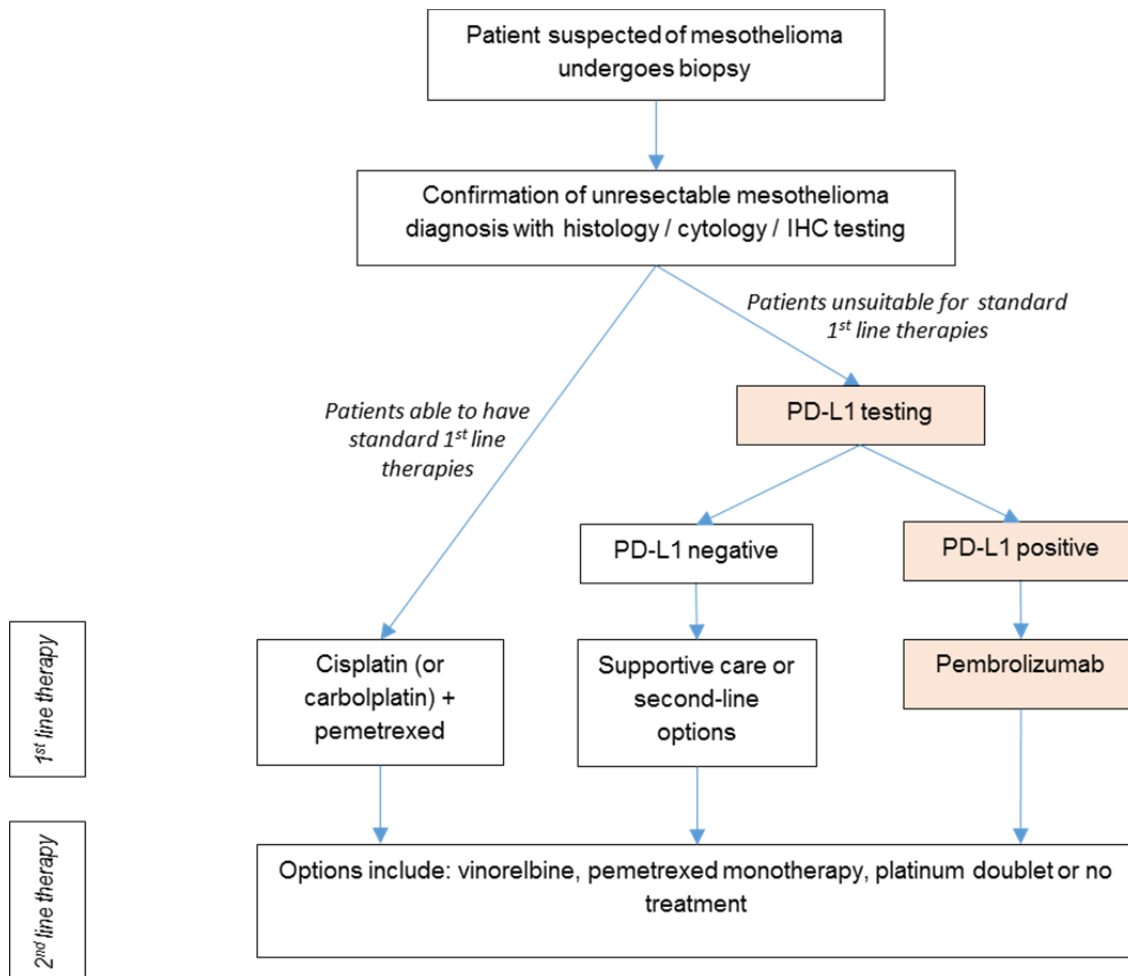 Patient suspected of mesothelioma
undergoes biopsy
Confirmation of unresectable mesothelioma
diagnosis with histology / cytology / IHC testing
Patients unsuitable for standard
1st line therapies
Patients able to have
standard 1st line
therapies
PD-L1 testing
PD-L1 negative
PD-L1 positive
1st line therapy
Cisplatin (or
carbolplatin) +
pemetrexed
Supportive care or
second-line
options
Pembrolizumab
2nd line therapy
Options include: vinorelbine, pemetrexed monotherapy, platinum doublet or no
treatment